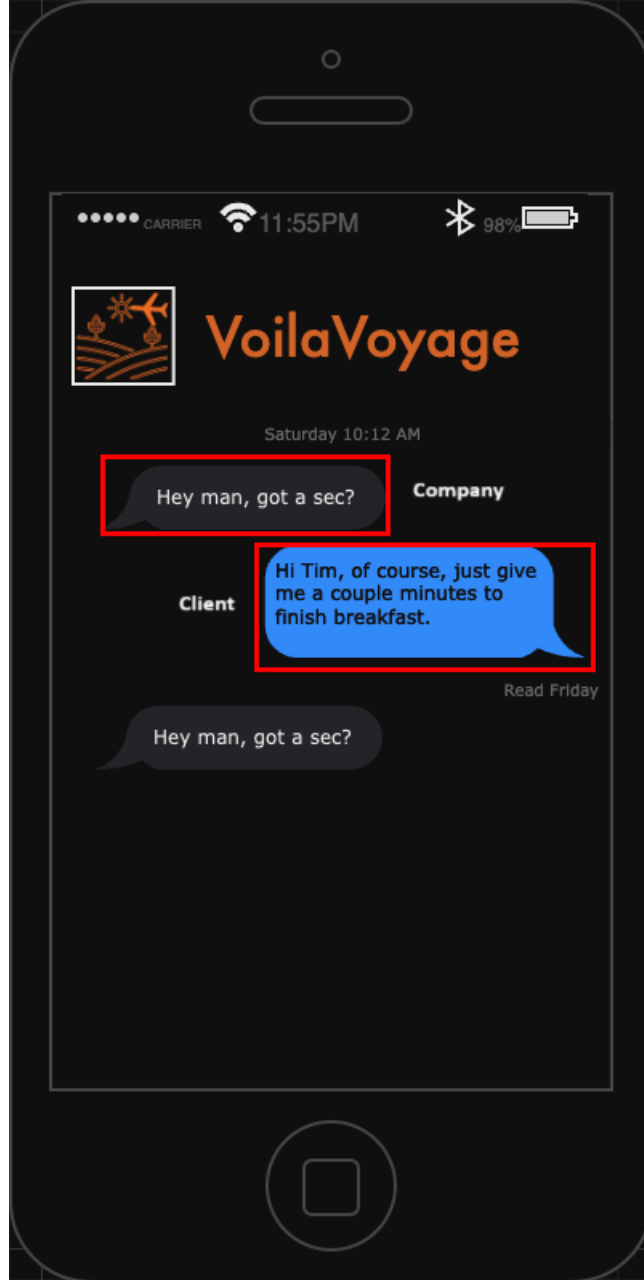 CARRIER 11:55PM 98%
VoilaVoyage
Saturday 10:12 AM
Hey man, got a sec?
Company
Hi Tim, of course, just give
me a couple minutes to
finish breakfast.
Client
Read Friday
Hey man, got a sec?